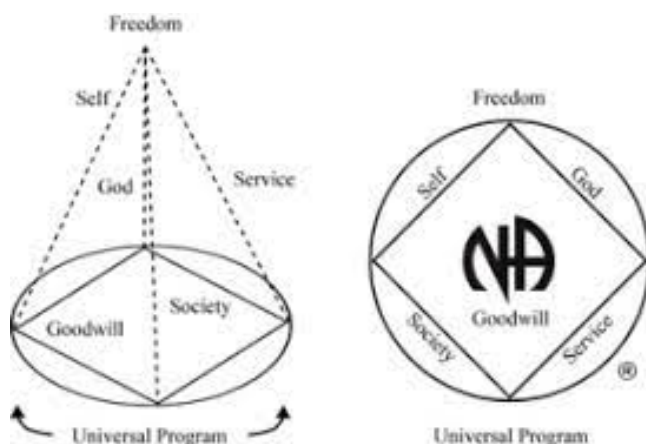 Freedom
Self
God
Service
Society
Goodwill
Universal Program
Freedom
Self
God
NA
Goodwill
Society
Service
®
Universal Program